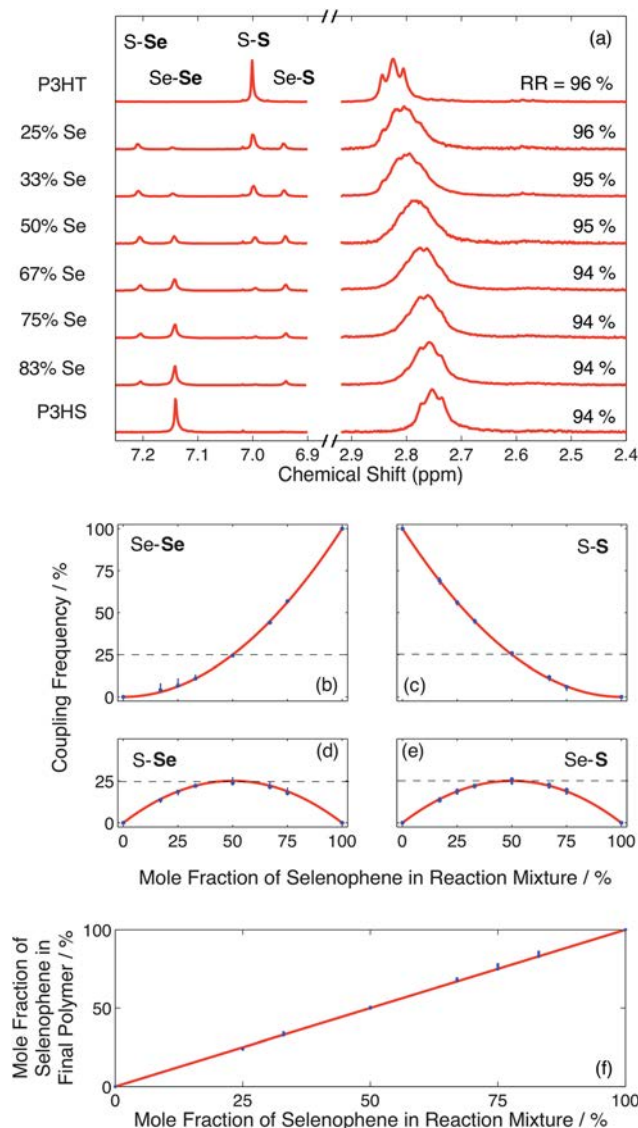 (a)
S-Se
S-S
Se-Se
Se-S
P3HT
RR = 96 %
25% Se
96 %
33% Se
95 %
50% Se
95 %
67% Se
94 %
75% Se
94 %
83% Se
94 %
P3HS
94 %
7.2 7.1 7.0 6.9 2.9 2.8 2.7 2.6 2.5 2.4
Chemical Shift (ppm)
Coupling Frequency / %
100
75
50
25
0
Se-Se
(b)
S-S
(c)
25
0
S-Se
(d)
(e)
Se-S
0 25 50 75 100 0 25 50 75 100
Mole Fraction of Selenophene in Reaction Mixture / %
Mole Fraction of
Selenophene in
Final Polymer / %
100
50
0
(f)
0 25 50 75 100
Mole Fraction of Selenophene in Reaction Mixture / %